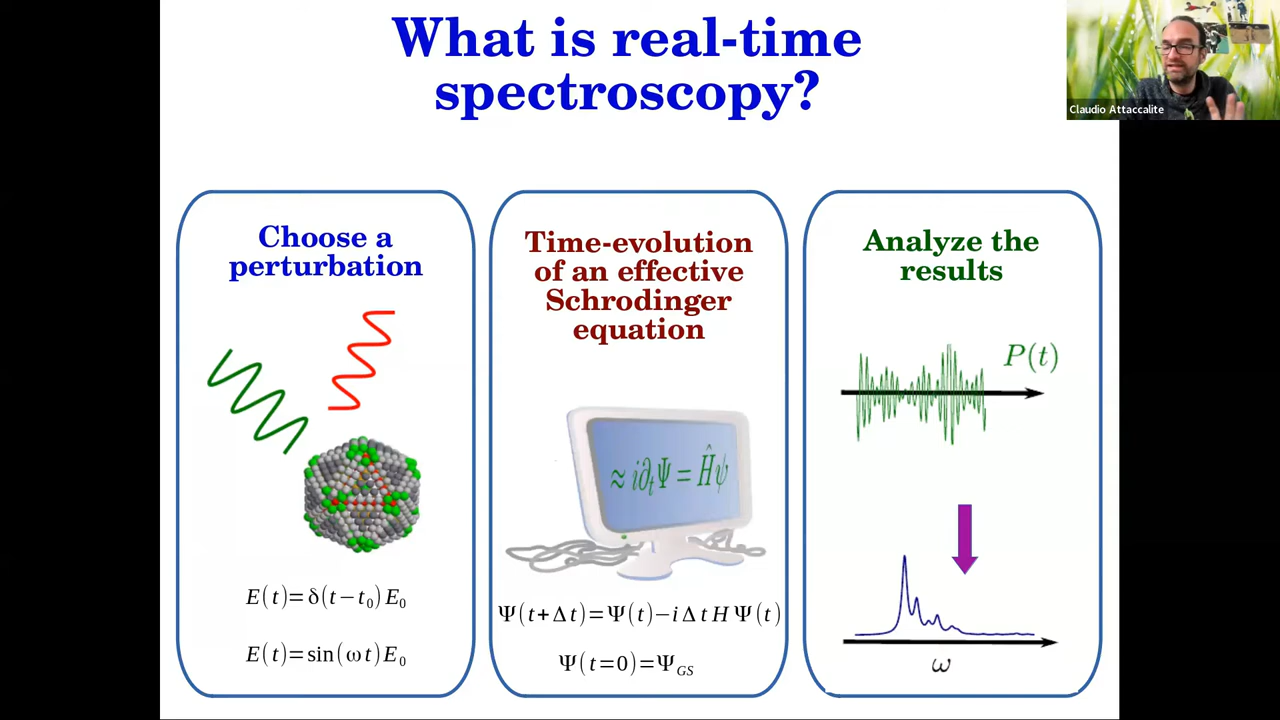 What is real-time
spectroscopy?
Claudio Attaccalite
Choose a
perturbation
E(t)=δ(t−t₀)E₀
E(t)=sin(ωt)E₀
Time-evolution
of an effective
Schrodinger
equation
≈ i∂ₜΨ = Ĥψ
Ψ(t+Δt)=Ψ(t)−iΔtHΨ(t)
Ψ(t=0)=Ψ_GS
Analyze the
results
P(t)
ω